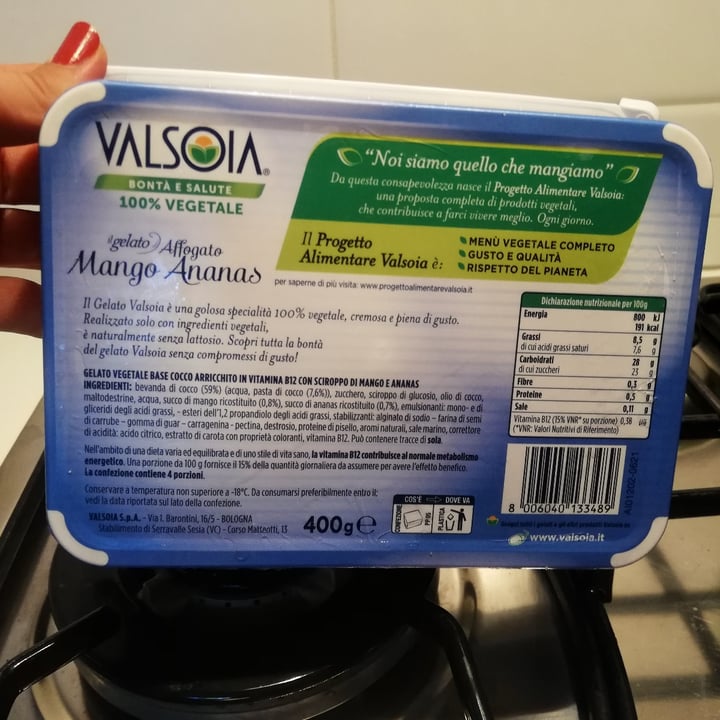 VALSOIA®
BONTÀ E SALUTE
100% VEGETALE
il gelato Affogato
Mango Ananas
"Noi siamo quello che mangiamo"
Da questa consapevolezza nasce il Progetto Alimentare Valsoia:
una proposta completa di prodotti vegetali,
che contribuisce a farci vivere meglio. Ogni giorno.
Il Progetto
Alimentare Valsoia è:
MENÙ VEGETALE COMPLETO
GUSTO E QUALITÀ
RISPETTO DEL PIANETA
per saperne di più visita: www.progettoalimentarevalsoia.it
Il Gelato Valsoia è una golosa specialità 100% vegetale, cremosa e piena di gusto.
Realizzato solo con ingredienti vegetali,
è naturalmente senza lattosio. Scopri tutta la bontà
del gelato Valsoia senza compromessi di gusto!
GELATO VEGETALE BASE COCCO ARRICCHITO IN VITAMINA B12 CON SCIROPPO DI MANGO E ANANAS
INGREDIENTI: bevanda di cocco (59%) (acqua, pasta di cocco (7,6%)), zucchero, sciroppo di glucosio, olio di cocco,
maltodestrine, acqua, succo di mango ricostituito (0,8%), succo di ananas ricostituito (0,7%), emulsionanti: mono- e di
gliceridi degli acidi grassi, - esteri dell'1,2 propandiolo degli acidi grassi, stabilizzanti: alginato di sodio - farina di semi
di carrube - gomma di guar - carragenina - pectina, destrosio, proteine di pisello, aromi naturali, sale marino, correttore
di acidità: acido citrico, estratto di carota con proprietà coloranti, vitamina B12. Può contenere tracce di soia.
Nell'ambito di una dieta varia ed equilibrata e di uno stile di vita sano, la vitamina B12 contribuisce al normale metabolismo
energetico. Una porzione da 100 g fornisce il 15% della quantità giornaliera da assumere per avere l'effetto benefico.
La confezione contiene 4 porzioni.
Conservare a temperatura non superiore a -18°C. Da consumarsi preferibilmente entro il:
vedi la data riportata sul lato della confezione.
VALSOIA S.p.A. - Via I. Barontini, 16/5 - BOLOGNA
Stabilimento di Serravalle Sesia (VC) - Corso Matteotti, 13
400g e
COS'È DOVE VA
CONFEZIONE
PP/05
PLASTICA
Dichiarazione nutrizionale per 100g
Energia 800 kJ
191 kcal
Grassi 8,5 g
di cui acidi grassi saturi 7,6 g
Carboidrati 28 g
di cui zuccheri 23 g
Fibre 0,3 g
Proteine 0,5 g
Sale 0,11 g
Vitamina B12 (15% VNR* su porzione) 0,38 µg
(*VNR: Valori Nutritivi di Riferimento)
8 006040 133489
AI01202-0621
Scopri tutti i gelati e gli altri prodotti Valsoia su
www.valsoia.it